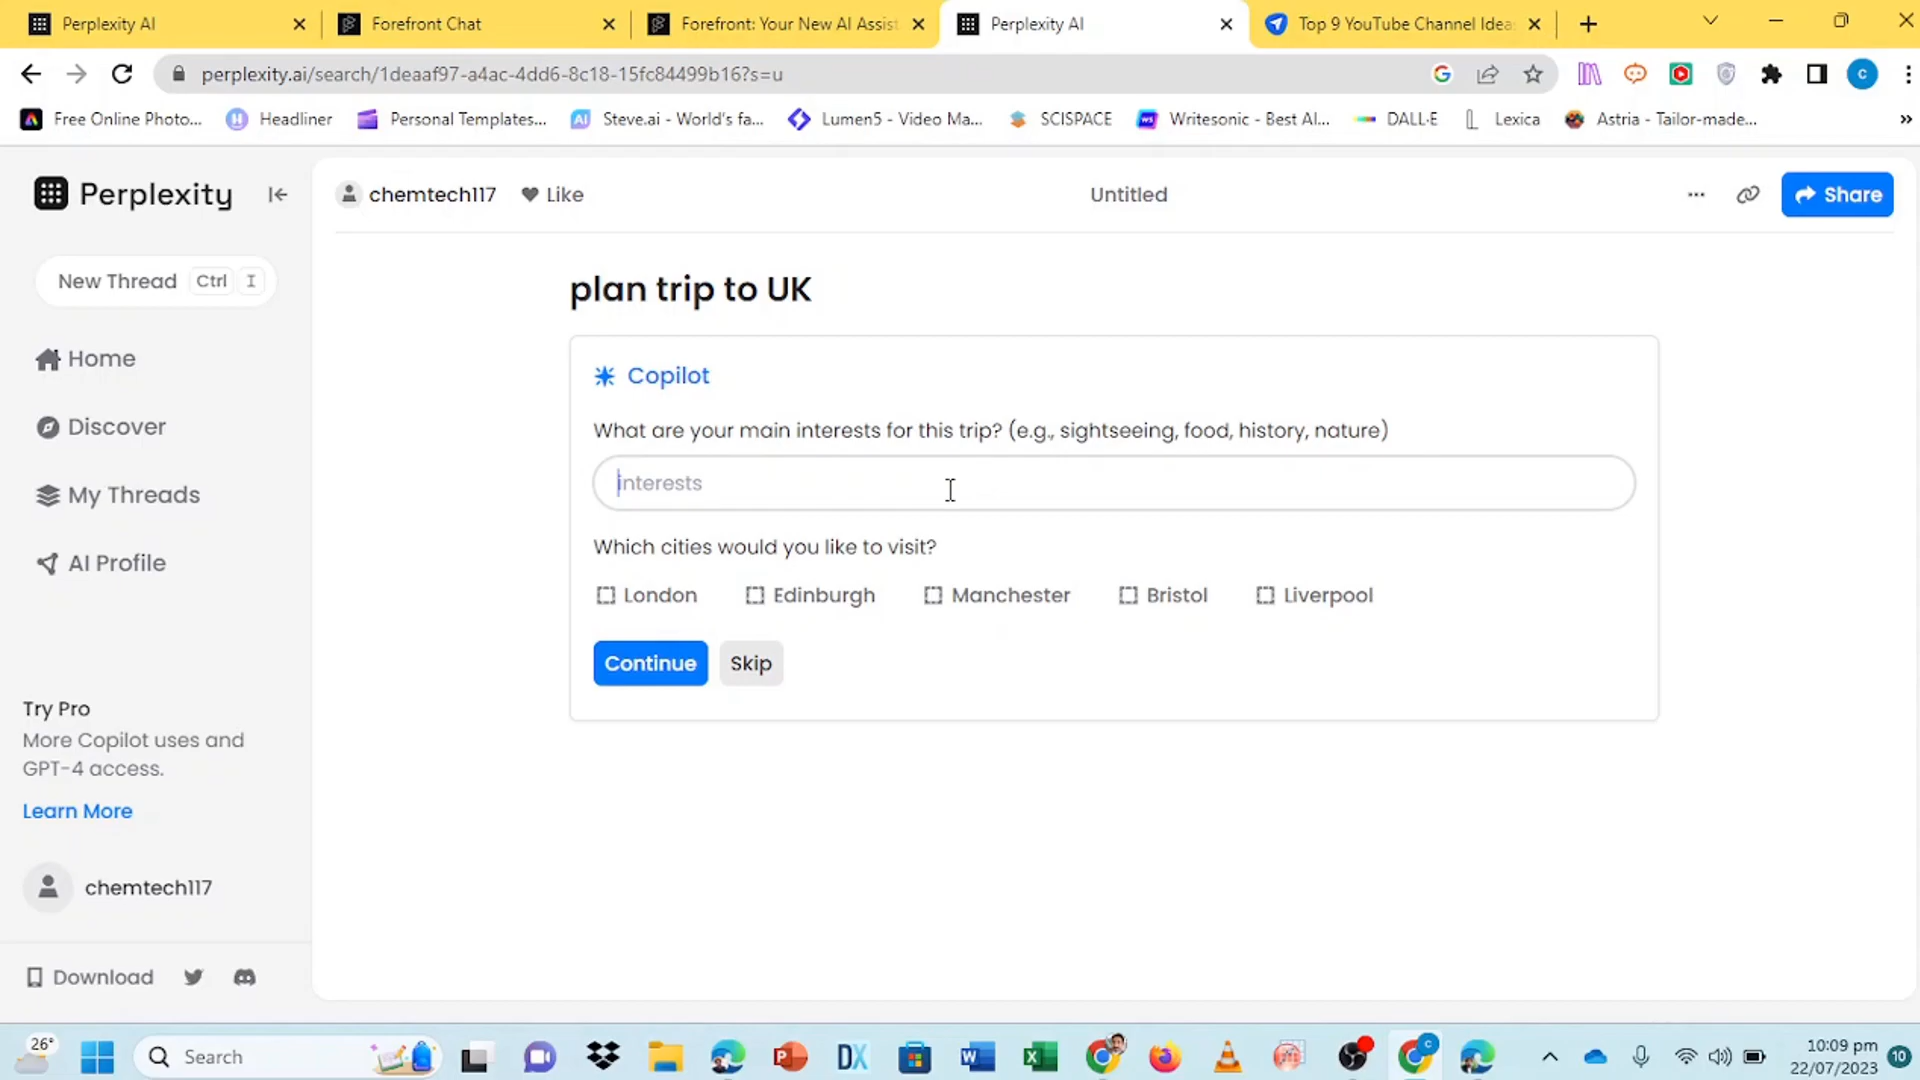 Perplexity AI
Forefront Chat
Forefront: Your New AI Assist
Perplexity AI
Top 9 YouTube Channel Idea
perplexity.ai/search/1deaaf97-a4ac-4dd6-8c18-15fc84499b16?s=u
Free Online Photo...
Headliner
Personal Templates...
Steve.ai - World's fa...
Lumen5 - Video Ma...
SCISPACE
Writesonic - Best AI...
DALL·E
Lexica
Astria - Tailor-made...
Perplexity
chemtech117
Like
Untitled
Share
New Thread Ctrl I
Home
Discover
My Threads
AI Profile
plan trip to UK
Copilot
What are your main interests for this trip? (e.g., sightseeing, food, history, nature)
interests
Which cities would you like to visit?
London Edinburgh Manchester Bristol Liverpool
Continue Skip
Try Pro
More Copilot uses and
GPT-4 access.
Learn More
chemtech117
Download
26°
Search
10:09 pm
22/07/2023
10